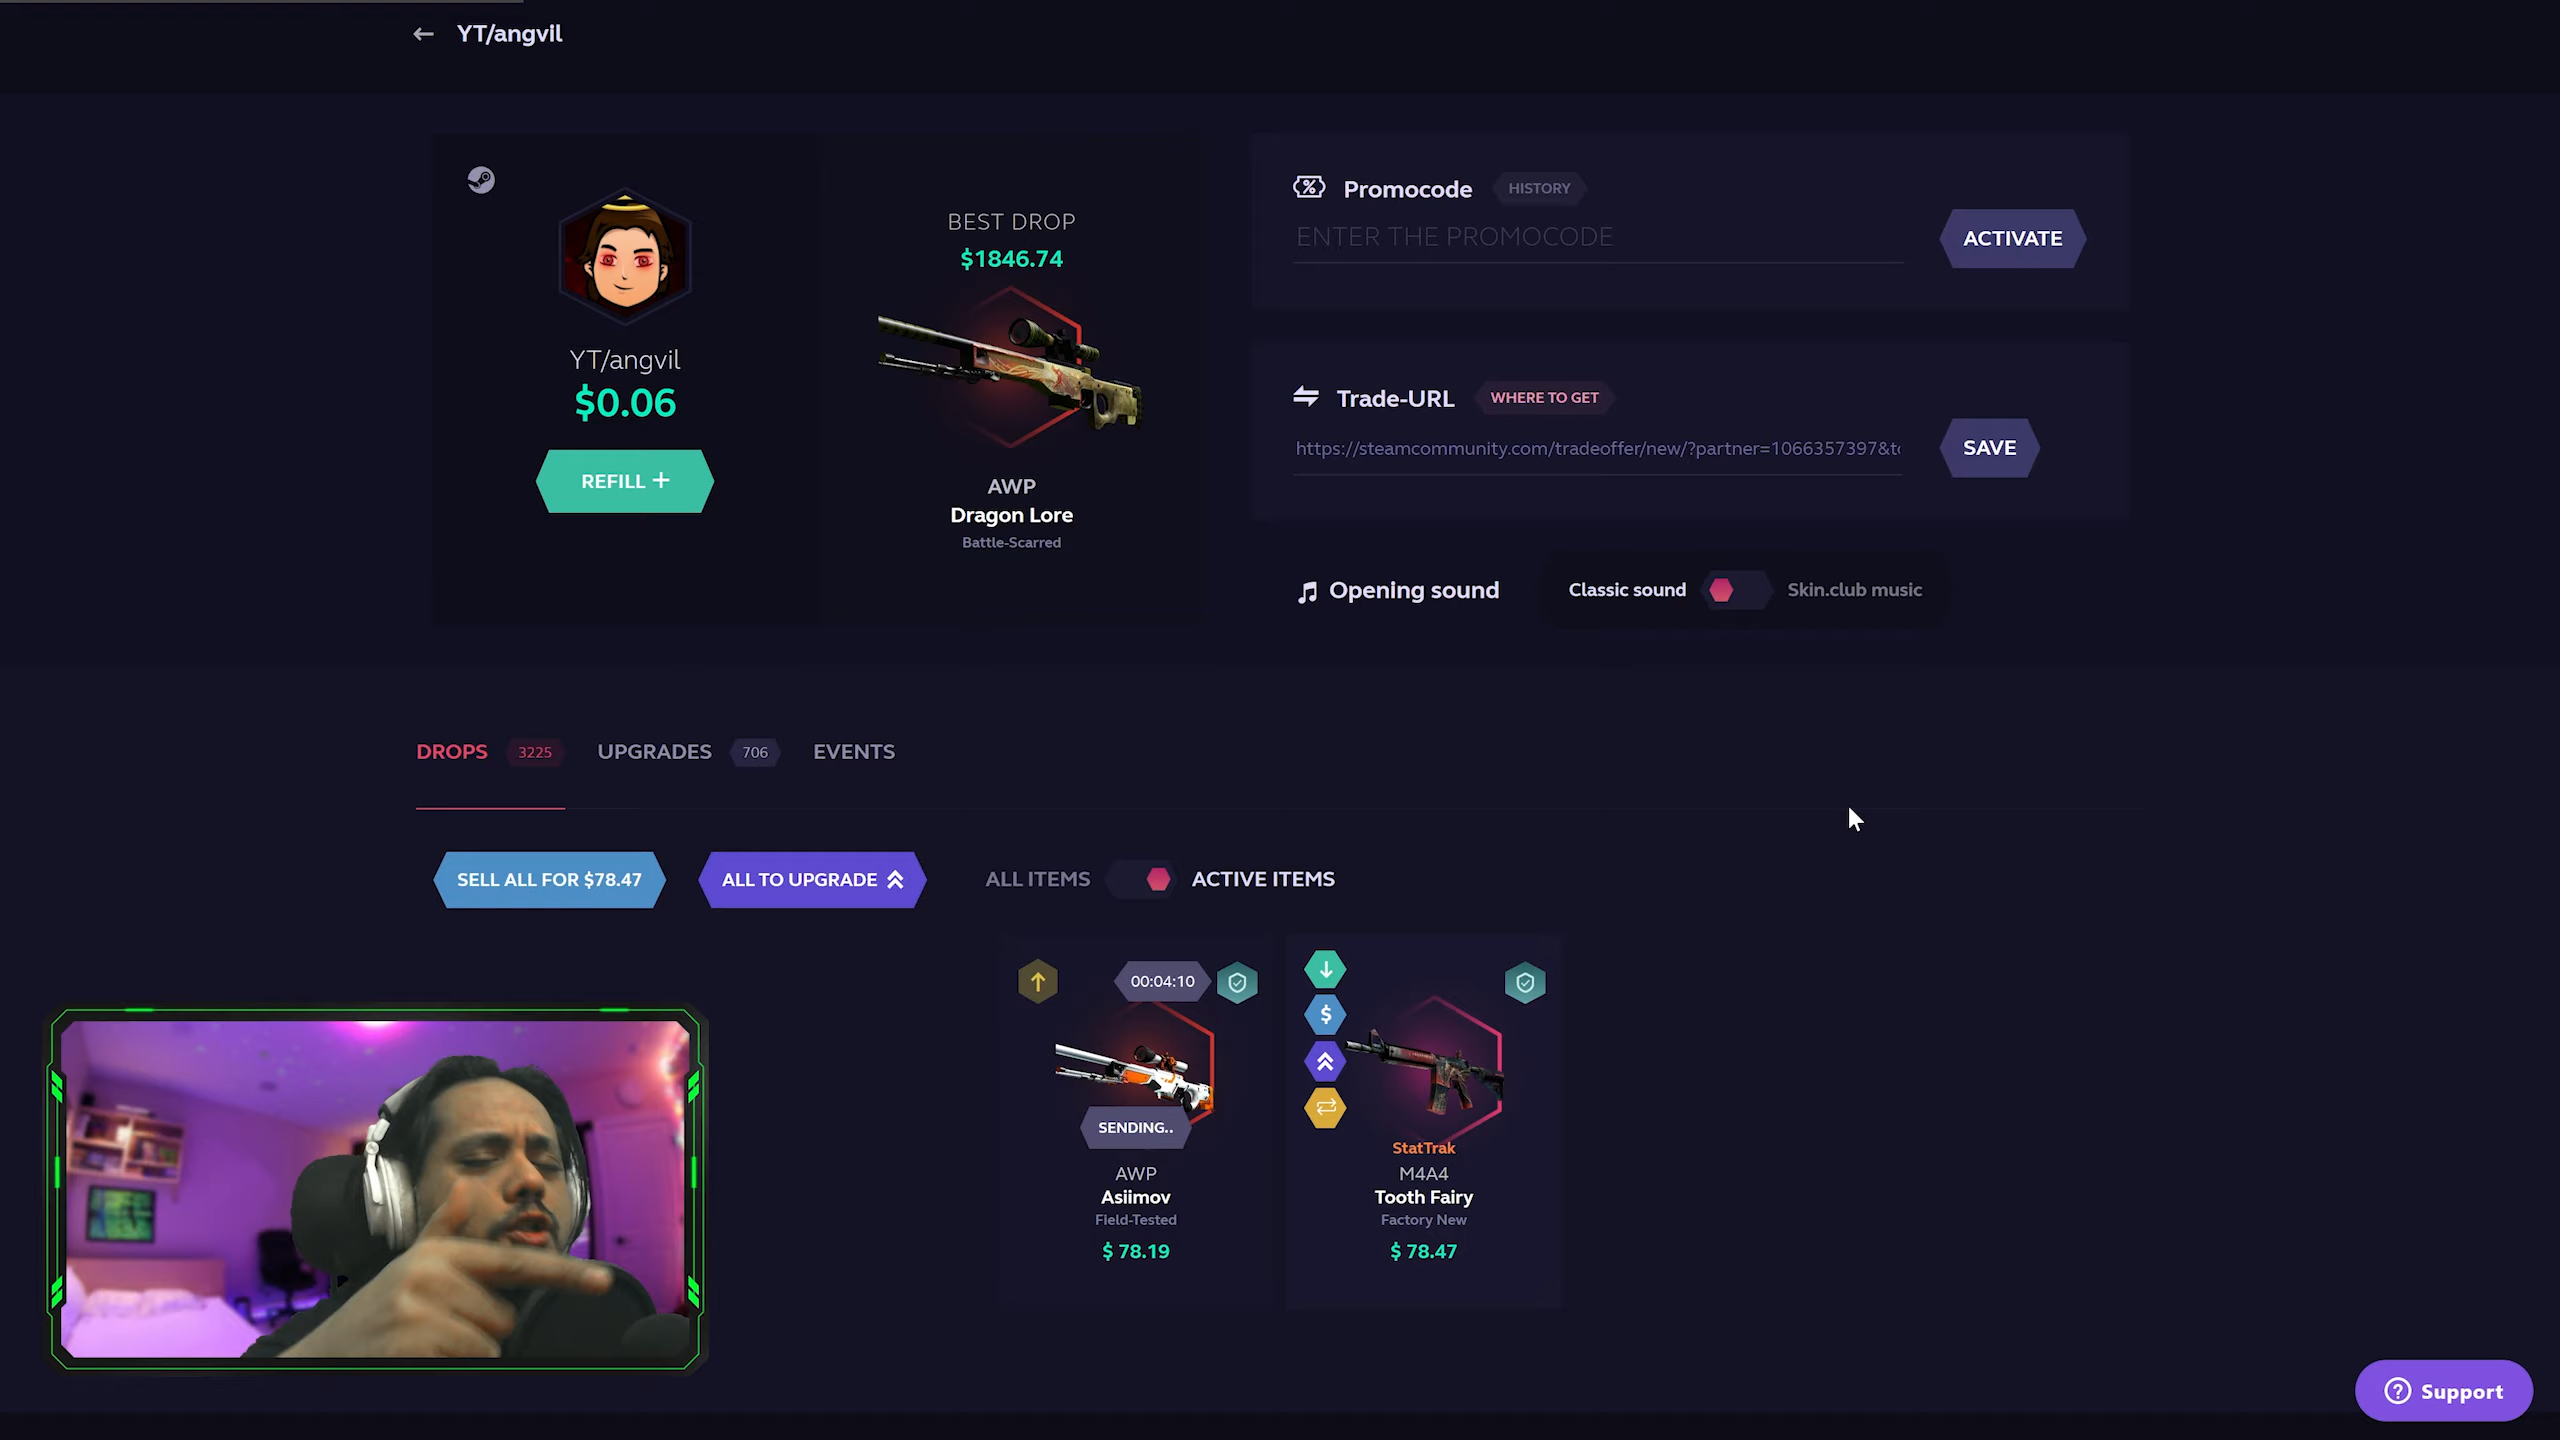 YT/angvil
YT/angvil
$0.06
REFILL +
BEST DROP
$1846.74
AWP
Dragon Lore
Battle-Scarred
Promocode
HISTORY
ENTER THE PROMOCODE
ACTIVATE
Trade-URL
WHERE TO GET
https://steamcommunity.com/tradeoffer/new/?partner=1066357397&to
SAVE
Opening sound
Classic sound
Skin.club music
DROPS
3225
UPGRADES
706
EVENTS
SELL ALL FOR $78.47
ALL TO UPGRADE
ALL ITEMS
ACTIVE ITEMS
00:04:10
SENDING..
AWP
Asiimov
Field-Tested
$ 78.19
StatTrak
M4A4
Tooth Fairy
Factory New
$ 78.47
Support